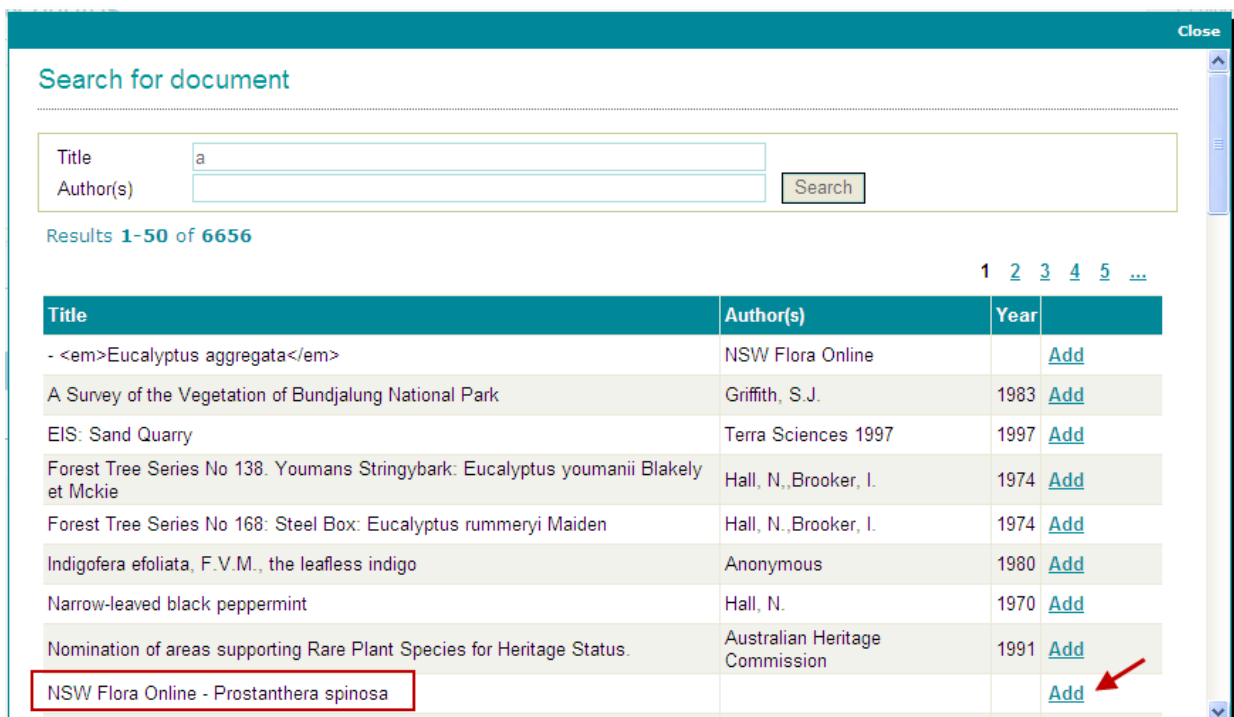 Close
Search for document
Title a
Author(s) Search
Results 1-50 of 6656
1 2 3 4 5 ...
Title Author(s) Year
- <em>Eucalyptus aggregata</em> NSW Flora Online Add
A Survey of the Vegetation of Bundjalung National Park Griffith, S.J. 1983 Add
EIS: Sand Quarry Terra Sciences 1997 1997 Add
Forest Tree Series No 138. Youmans Stringybark: Eucalyptus youmanii Blakely
et Mckie Hall, N,,Brooker, I. 1974 Add
Forest Tree Series No 168: Steel Box: Eucalyptus rummeryi Maiden Hall, N.,Brooker, I. 1974 Add
Indigofera efoliata, F.V.M., the leafless indigo Anonymous 1980 Add
Narrow-leaved black peppermint Hall, N. 1970 Add
Nomination of areas supporting Rare Plant Species for Heritage Status. Australian Heritage
Commission 1991 Add
NSW Flora Online - Prostanthera spinosa Add